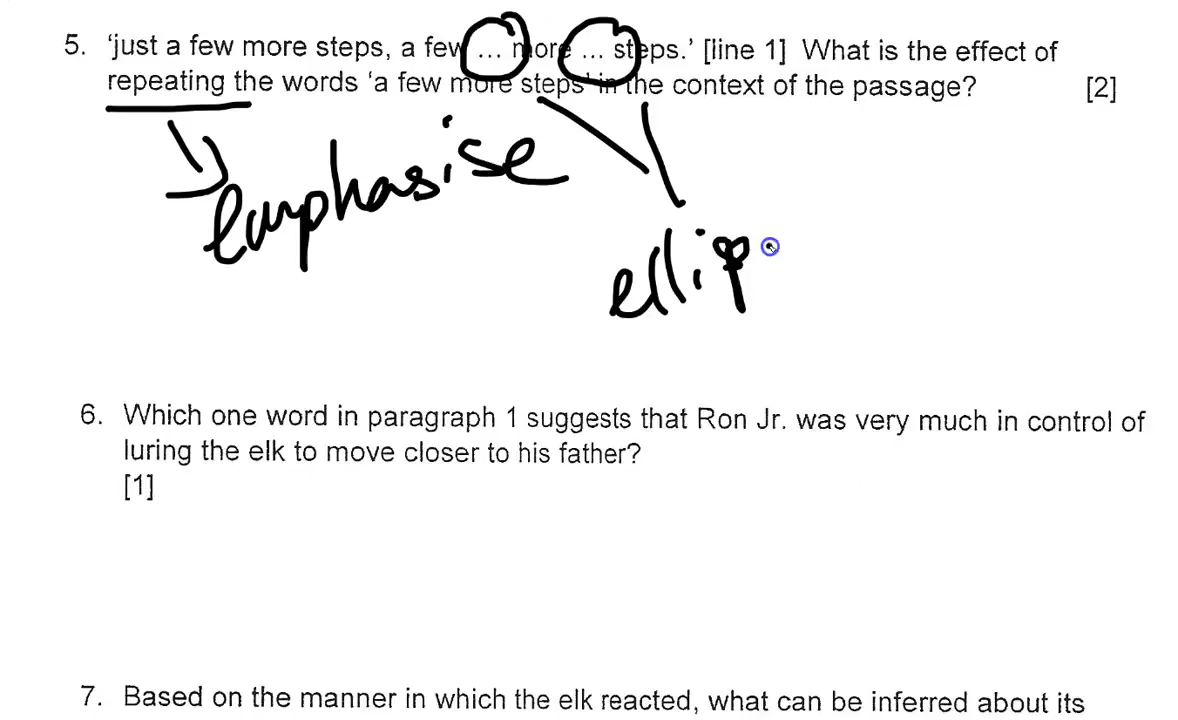 5. ‘just a few more steps, a few ... more ... steps.’ [line 1] What is the effect of
repeating the words ‘a few more steps’ in the context of the passage? [2]
emphasise
ellip
6. Which one word in paragraph 1 suggests that Ron Jr. was very much in control of
luring the elk to move closer to his father?
[1]
7. Based on the manner in which the elk reacted, what can be inferred about its